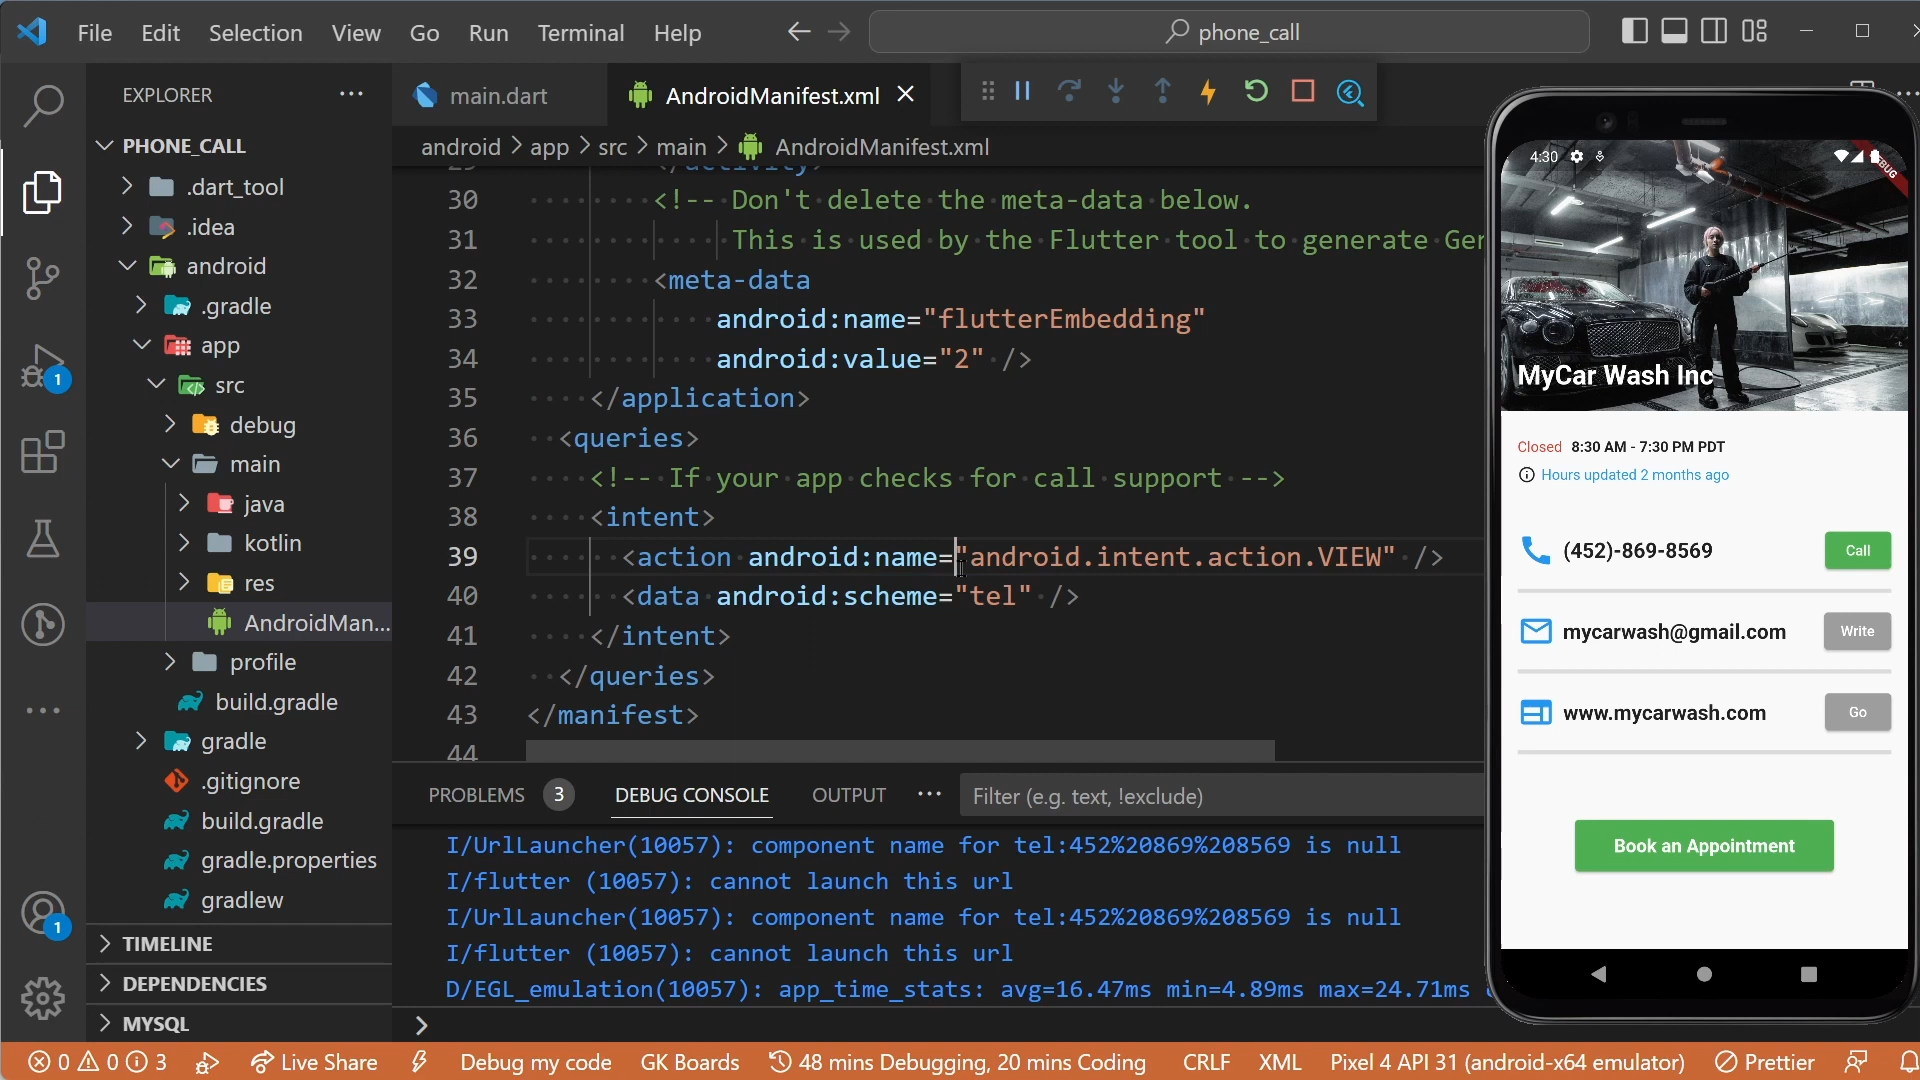 File Edit Selection View Go Run Terminal Help
phone_call
EXPLORER
main.dart
AndroidManifest.xml
PHONE_CALL
android > app > src > main > AndroidManifest.xml
.dart_tool
.idea
android
.gradle
app
src
debug
main
java
kotlin
res
AndroidMan...
profile
build.gradle
gradle
.gitignore
build.gradle
gradle.properties
gradlew
TIMELINE
DEPENDENCIES
MYSQL
1
1
29 </activity>
30 <!-- Don't delete the meta-data below.
31 This is used by the Flutter tool to generate Ger
32 <meta-data
33 android:name="flutterEmbedding"
34 android:value="2" />
35 </application>
36 <queries>
37 <!-- If your app checks for call support -->
38 <intent>
39 <action android:name="android.intent.action.VIEW" />
40 <data android:scheme="tel" />
41 </intent>
42 </queries>
43 </manifest>
44
PROBLEMS 3 DEBUG CONSOLE OUTPUT ... Filter (e.g. text, !exclude)
I/UrlLauncher(10057): component name for tel:452%20869%208569 is null
I/flutter (10057): cannot launch this url
I/UrlLauncher(10057): component name for tel:452%20869%208569 is null
I/flutter (10057): cannot launch this url
D/EGL_emulation(10057): app_time_stats: avg=16.47ms min=4.89ms max=24.71ms
4:30
MyCar Wash Inc
Closed 8:30 AM - 7:30 PM PDT
Hours updated 2 months ago
(452)-869-8569 Call
mycarwash@gmail.com Write
www.mycarwash.com Go
Book an Appointment
0 0 3 Live Share Debug my code GK Boards 48 mins Debugging, 20 mins Coding CRLF XML Pixel 4 API 31 (android-x64 emulator) Prettier